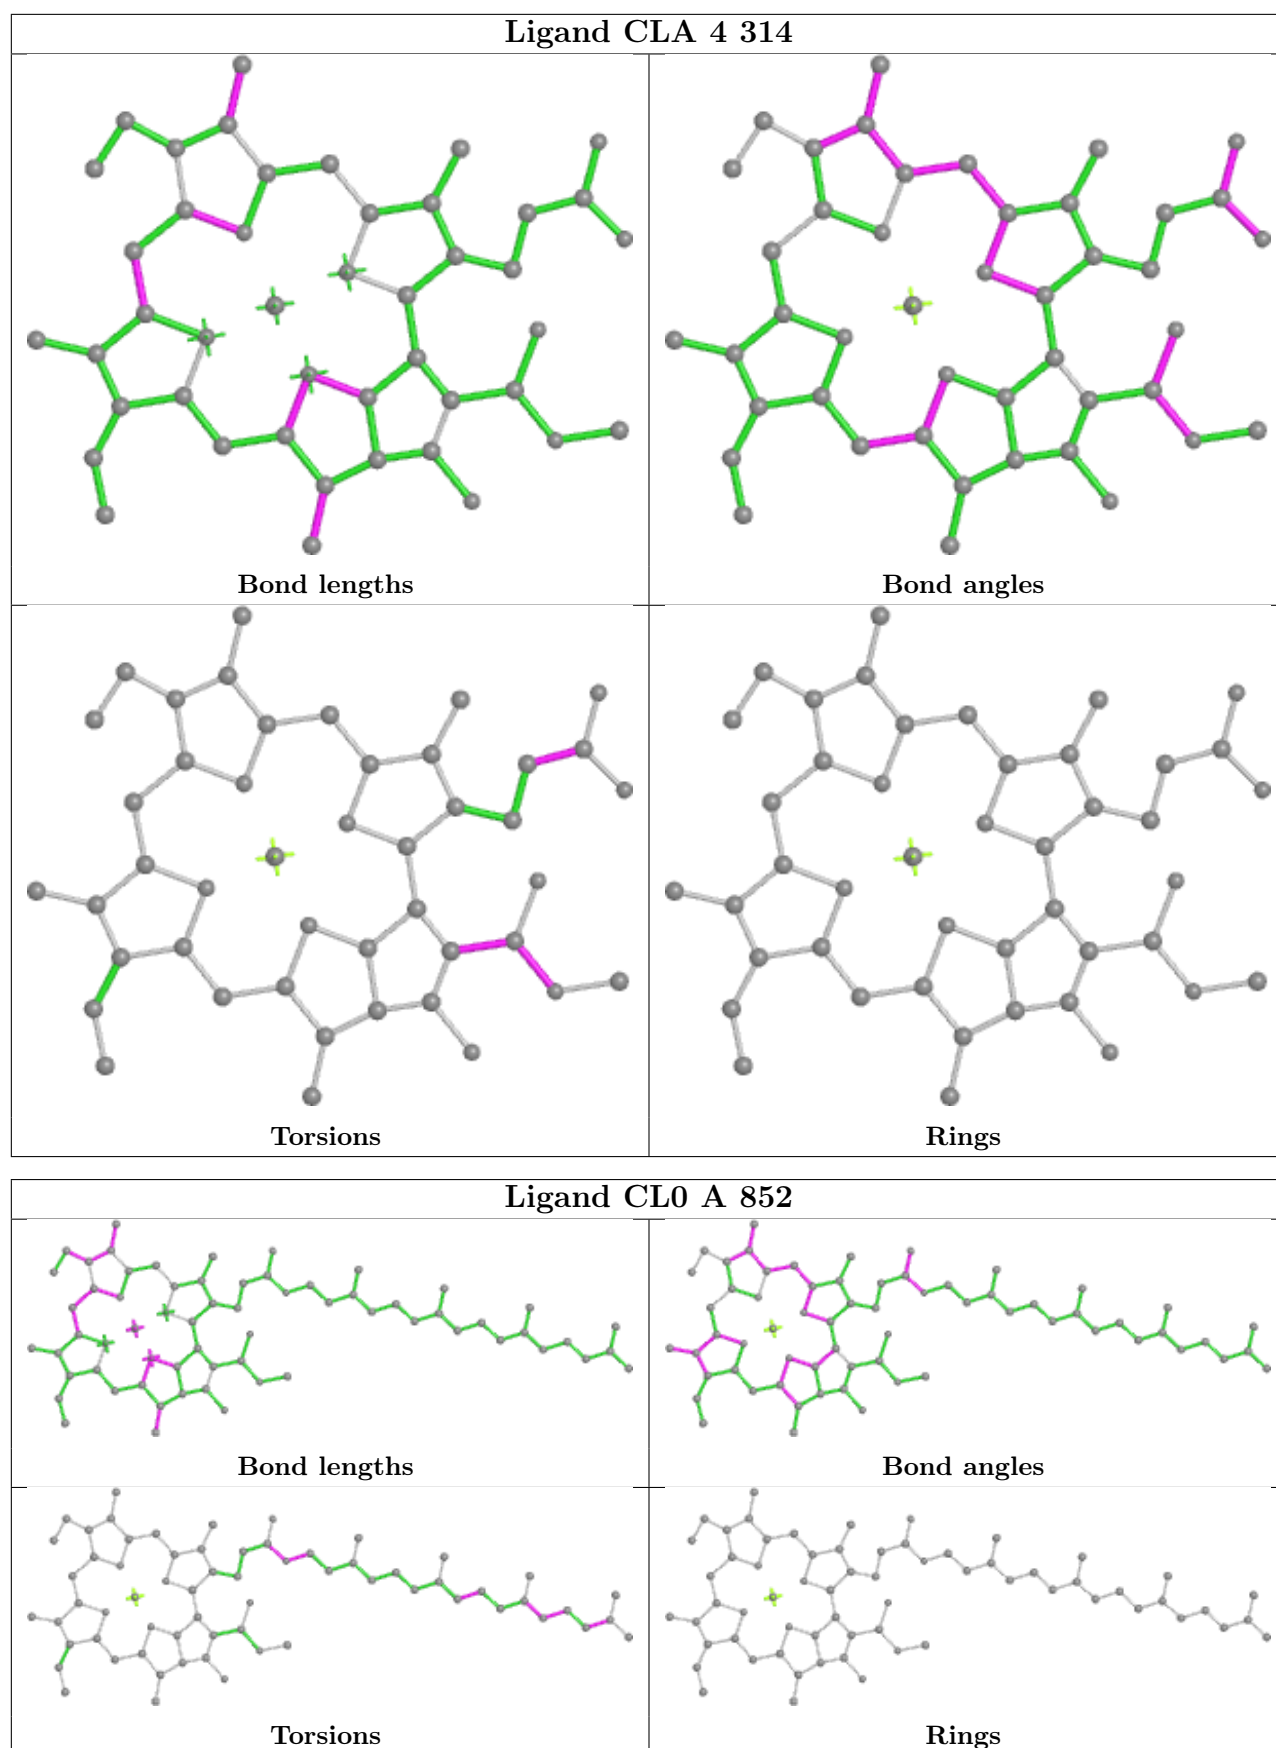 Ligand CLA 4 314
Bond lengths
Bond angles
Torsions
Rings
Ligand CL0 A 852
Bond lengths
Bond angles
Torsions
Rings